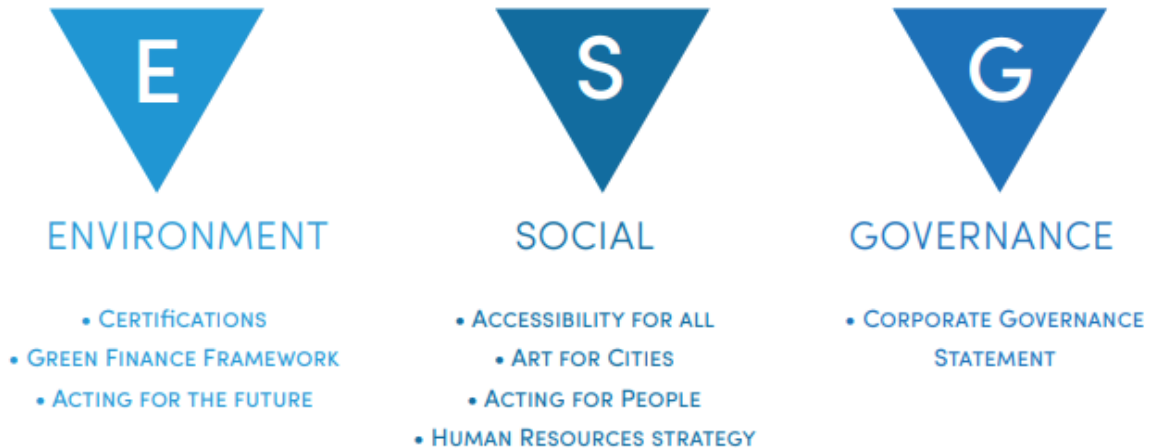 E
ENVIRONMENT
• CERTIFICATIONS
• GREEN FINANCE FRAMEWORK
• ACTING FOR THE FUTURE
S
SOCIAL
• ACCESSIBILITY FOR ALL
• ART FOR CITIES
• ACTING FOR PEOPLE
• HUMAN RESOURCES STRATEGY
G
GOVERNANCE
• CORPORATE GOVERNANCE
STATEMENT